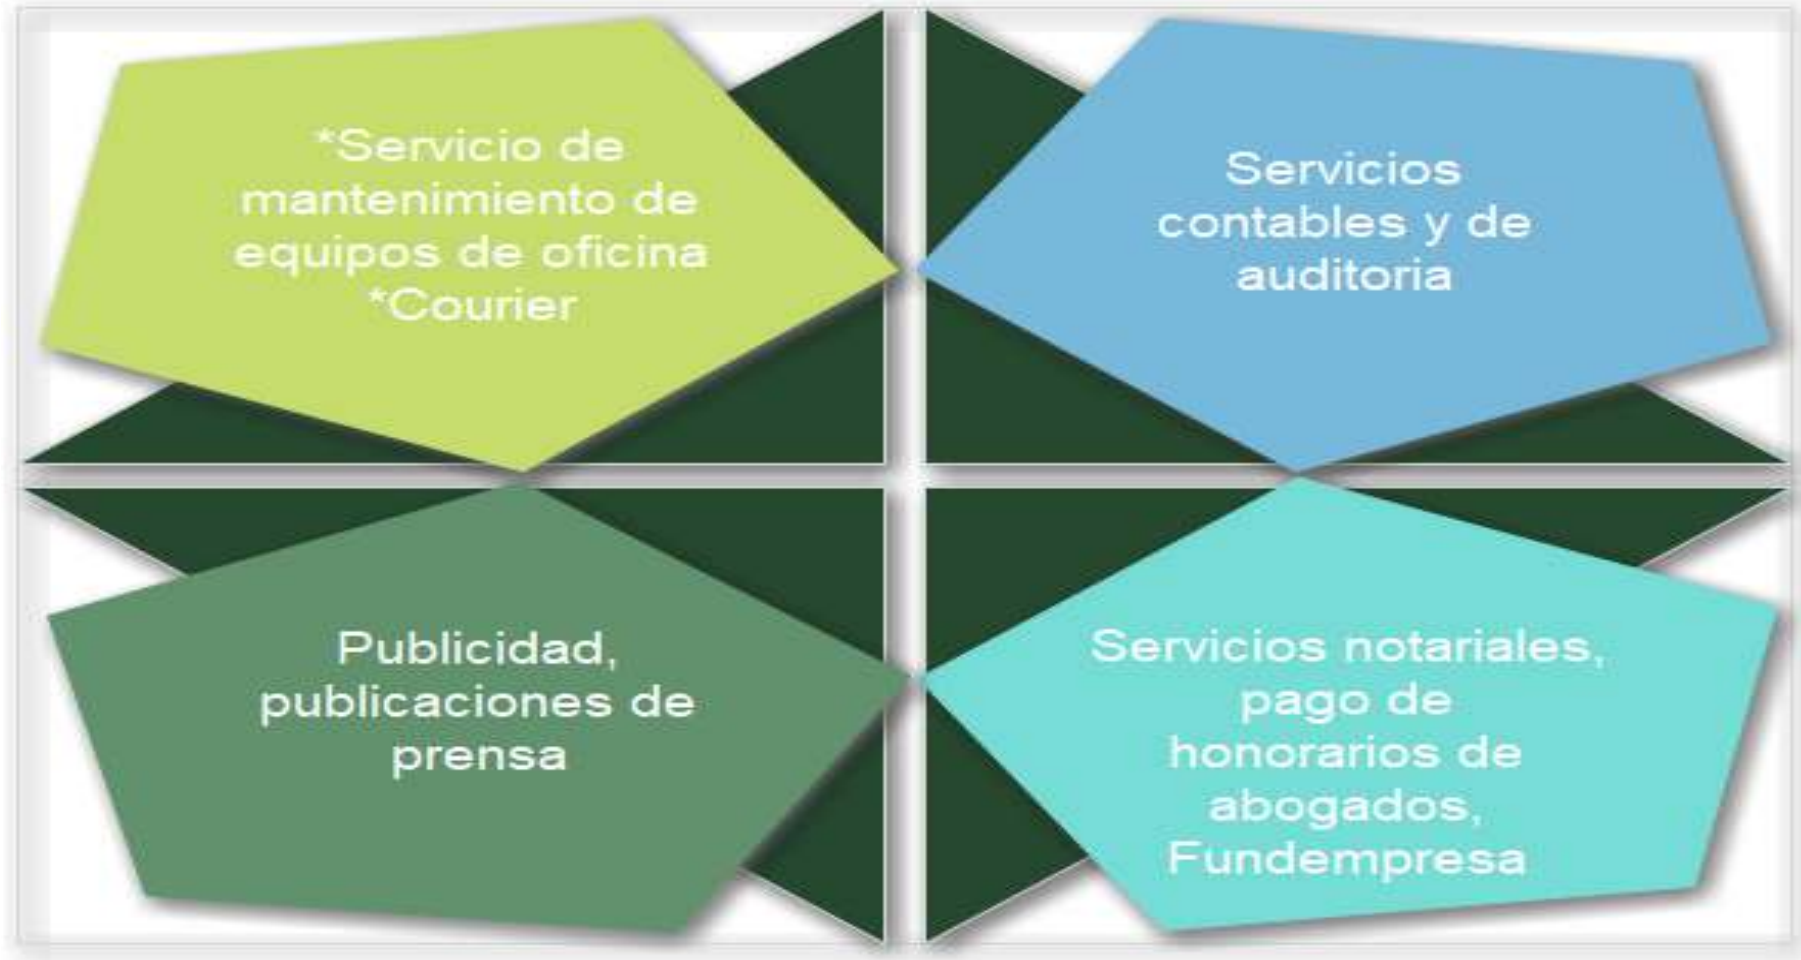 *Servicio de
mantenimiento de
equipos de oficina
*Courier
Servicios
contables y de
auditoria
Publicidad,
publicaciones de
prensa
Servicios notariales,
pago de
honorarios de
abogados,
Fundempresa